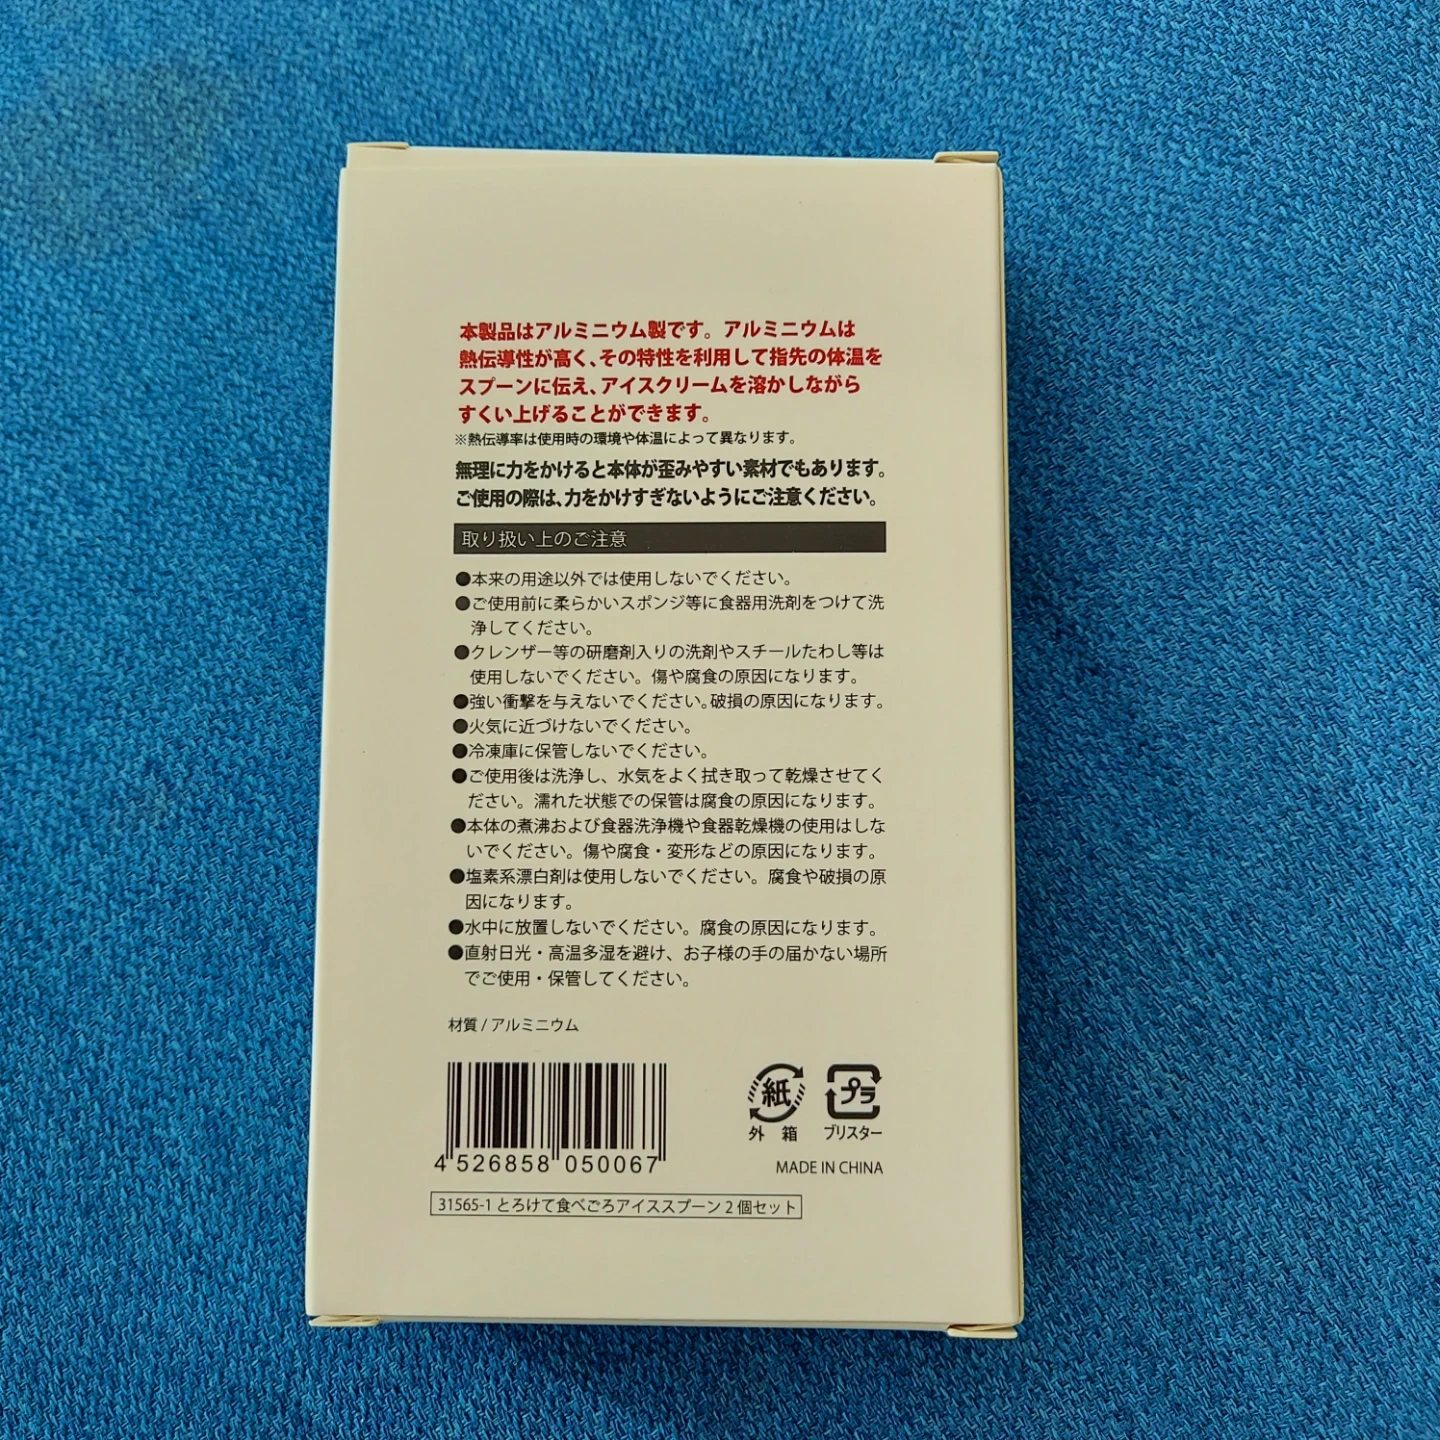 本製品はアルミニウム製です。アルミニウムは
熱伝導性が高く、その特性を利用して指先の体温を
スプーンに伝え、アイスクリームを溶かしながら
すくい上げることができます。
※熱伝導率は使用時の環境や体温によって異なります。
無理に力をかけると本体が歪みやすい素材でもあります。
ご使用の際は、力をかけすぎないようにご注意ください。
取り扱い上のご注意
●本来の用途以外では使用しないでください。
●ご使用前に柔らかいスポンジ等に食器用洗剤をつけて洗
浄してください。
●クレンザー等の研磨剤入りの洗剤やスチールたわし等は
使用しないでください。傷や腐食の原因になります。
●強い衝撃を与えないでください。破損の原因になります。
●火気に近づけないでください。
●冷凍庫に保管しないでください。
●ご使用後は洗浄し、水気をよく拭き取って乾燥させてく
ださい。濡れた状態での保管は腐食の原因になります。
●本体の煮沸および食器洗浄機や食器乾燥機の使用はしな
いでください。傷や腐食・変形などの原因になります。
●塩素系漂白剤は使用しないでください。腐食や破損の原
因になります。
●水中に放置しないでください。腐食の原因になります。
●直射日光・高温多湿を避け、お子様の手の届かない場所
でご使用・保管してください。
材質 / アルミニウム
紙 プラ
外箱 ブリスター
4 526858 050067
MADE IN CHINA
31565-1 とろけて食べごろアイススプーン 2 個セット